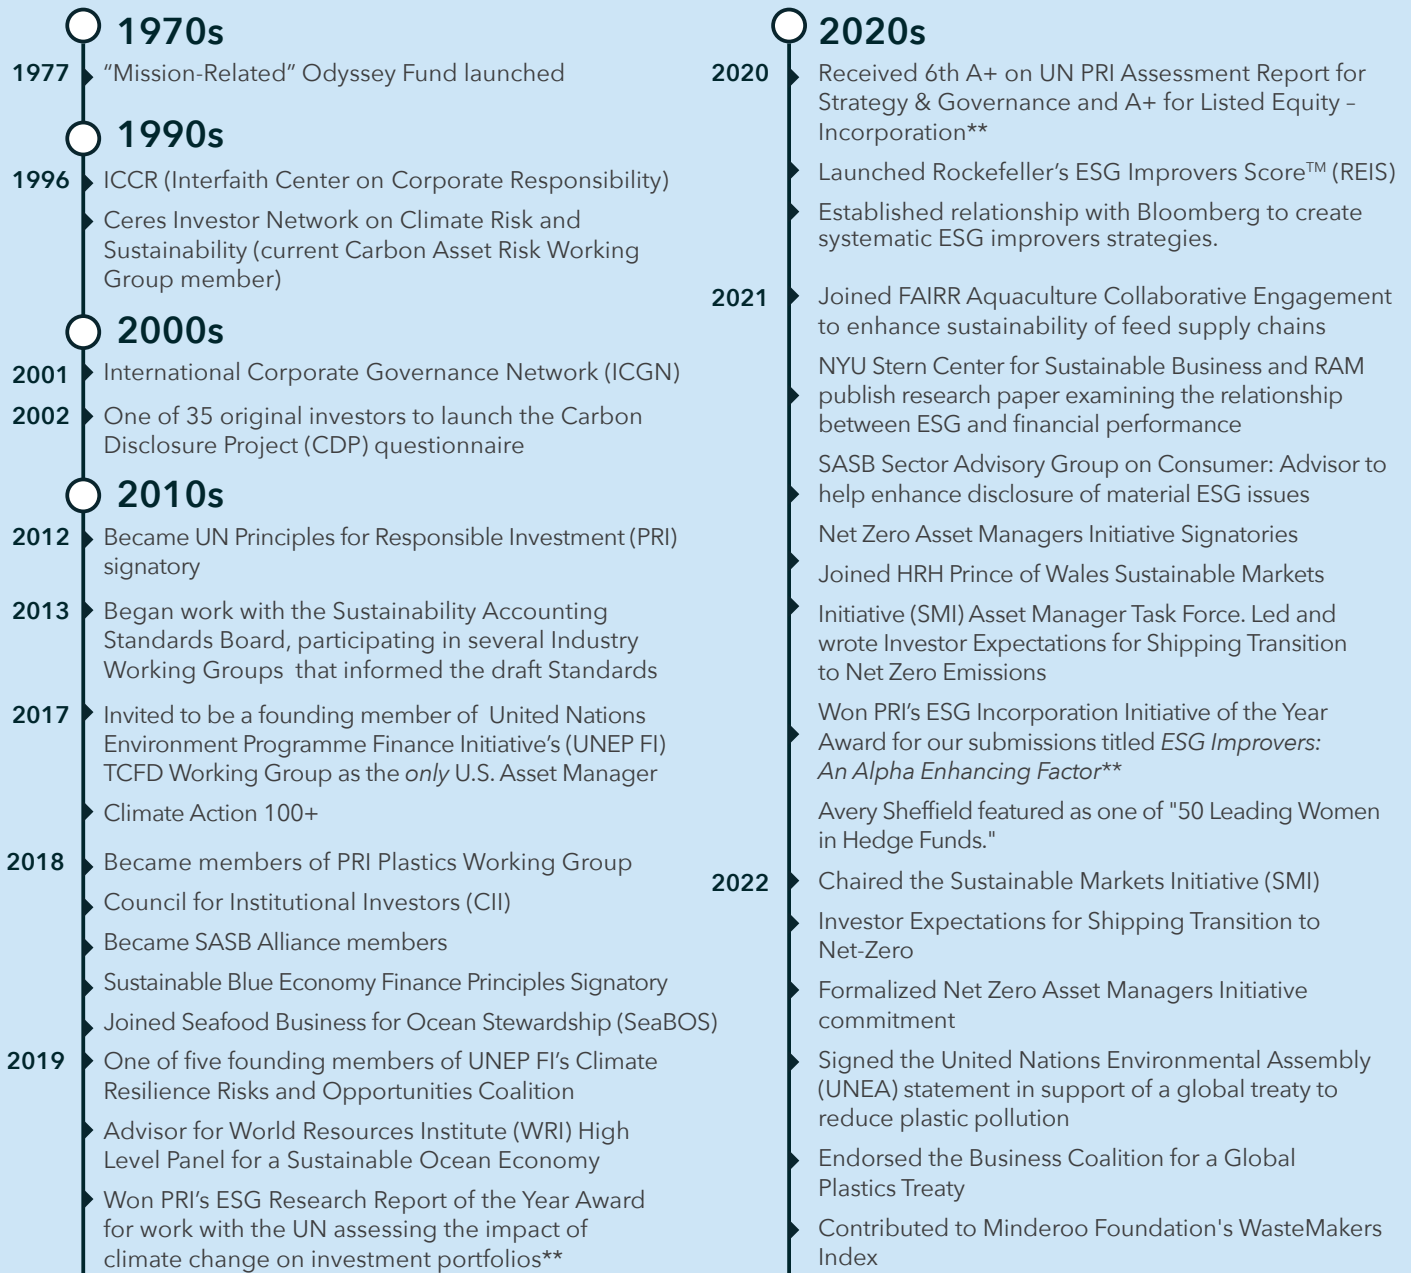 1970s
1977
“Mission-Related” Odyssey Fund launched
1990s
1996
ICCR (Interfaith Center on Corporate Responsibility)
Ceres Investor Network on Climate Risk and
Sustainability (current Carbon Asset Risk Working
Group member)
2000s
2001
International Corporate Governance Network (ICGN)
2002
One of 35 original investors to launch the Carbon
Disclosure Project (CDP) questionnaire
2010s
2012
Became UN Principles for Responsible Investment (PRI)
signatory
2013
Began work with the Sustainability Accounting
Standards Board, participating in several Industry
Working Groups that informed the draft Standards
2017
Invited to be a founding member of United Nations
Environment Programme Finance Initiative’s (UNEP FI)
TCFD Working Group as the only U.S. Asset Manager
Climate Action 100+
2018
Became members of PRI Plastics Working Group
Council for Institutional Investors (CII)
Became SASB Alliance members
Sustainable Blue Economy Finance Principles Signatory
Joined Seafood Business for Ocean Stewardship (SeaBOS)
2019
One of five founding members of UNEP FI’s Climate
Resilience Risks and Opportunities Coalition
Advisor for World Resources Institute (WRI) High
Level Panel for a Sustainable Ocean Economy
Won PRI’s ESG Research Report of the Year Award
for work with the UN assessing the impact of
climate change on investment portfolios**
2020s
2020
Received 6th A+ on UN PRI Assessment Report for
Strategy & Governance and A+ for Listed Equity –
Incorporation**
Launched Rockefeller’s ESG Improvers Score™ (REIS)
Established relationship with Bloomberg to create
systematic ESG improvers strategies.
2021
Joined FAIRR Aquaculture Collaborative Engagement
to enhance sustainability of feed supply chains
NYU Stern Center for Sustainable Business and RAM
publish research paper examining the relationship
between ESG and financial performance
SASB Sector Advisory Group on Consumer: Advisor to
help enhance disclosure of material ESG issues
Net Zero Asset Managers Initiative Signatories
Joined HRH Prince of Wales Sustainable Markets
Initiative (SMI) Asset Manager Task Force. Led and
wrote Investor Expectations for Shipping Transition
to Net Zero Emissions
Won PRI’s ESG Incorporation Initiative of the Year
Award for our submissions titled ESG Improvers:
An Alpha Enhancing Factor**
Avery Sheffield featured as one of "50 Leading Women
in Hedge Funds."
2022
Chaired the Sustainable Markets Initiative (SMI)
Investor Expectations for Shipping Transition to
Net-Zero
Formalized Net Zero Asset Managers Initiative
commitment
Signed the United Nations Environmental Assembly
(UNEA) statement in support of a global treaty to
reduce plastic pollution
Endorsed the Business Coalition for a Global
Plastics Treaty
Contributed to Minderoo Foundation's WasteMakers
Index